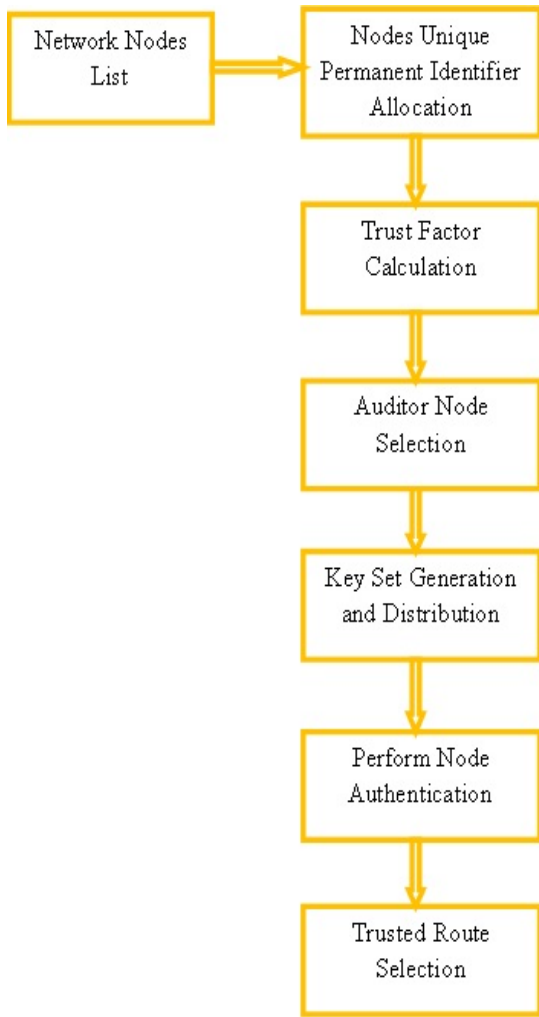 Network Nodes
List
Nodes Unique
Permanent Identifier
Allocation
Trust Factor
Calculation
Auditor Node
Selection
Key Set Generation
and Distribution
Perform Node
Authentication
Trusted Route
Selection